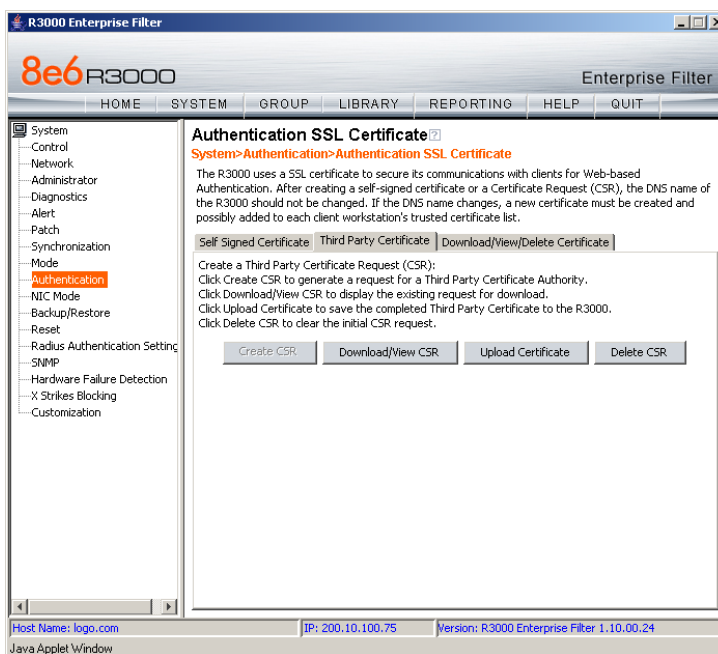 R3000 Enterprise Filter
8e6 R3000
Enterprise Filter
HOME SYSTEM GROUP LIBRARY REPORTING HELP QUIT
System
Control
Network
Administrator
Diagnostics
Alert
Patch
Synchronization
Mode
Authentication
NIC Mode
Backup/Restore
Reset
Radius Authentication Setting
SNMP
Hardware Failure Detection
X Strikes Blocking
Customization
Authentication SSL Certificate
System>Authentication>Authentication SSL Certificate
The R3000 uses a SSL certificate to secure its communications with clients for Web-based
Authentication. After creating a self-signed certificate or a Certificate Request (CSR), the DNS name of
the R3000 should not be changed. If the DNS name changes, a new certificate must be created and
possibly added to each client workstation's trusted certificate list.
Self Signed Certificate Third Party Certificate Download/View/Delete Certificate
Create a Third Party Certificate Request (CSR):
Click Create CSR to generate a request for a Third Party Certificate Authority.
Click Download/View CSR to display the existing request for download.
Click Upload Certificate to save the completed Third Party Certificate to the R3000.
Click Delete CSR to clear the initial CSR request.
Create CSR Download/View CSR Upload Certificate Delete CSR
Host Name: logo.com IP: 200.10.100.75 Version: R3000 Enterprise Filter 1.10.00.24
Java Applet Window